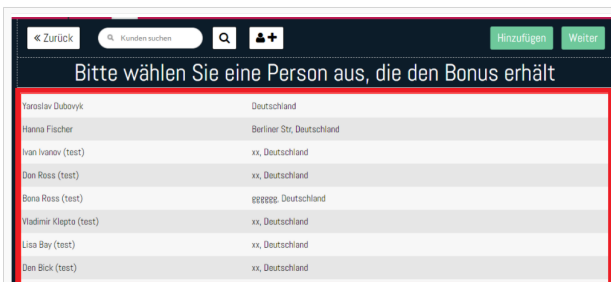 « Zurück
Kunden suchen
Hinzufügen
Weiter
Bitte wählen Sie eine Person aus, die den Bonus erhält
Yaroslav Dubovyk Deutschland
Hanna Fischer Berliner Str, Deutschland
Ivan Ivanov (test) xx, Deutschland
Don Ross (test) xx, Deutschland
Bona Ross (test) gggggg, Deutschland
Vladimir Klepto (test) xx, Deutschland
Lisa Bay (test) xx, Deutschland
Den Bick (test) xx, Deutschland